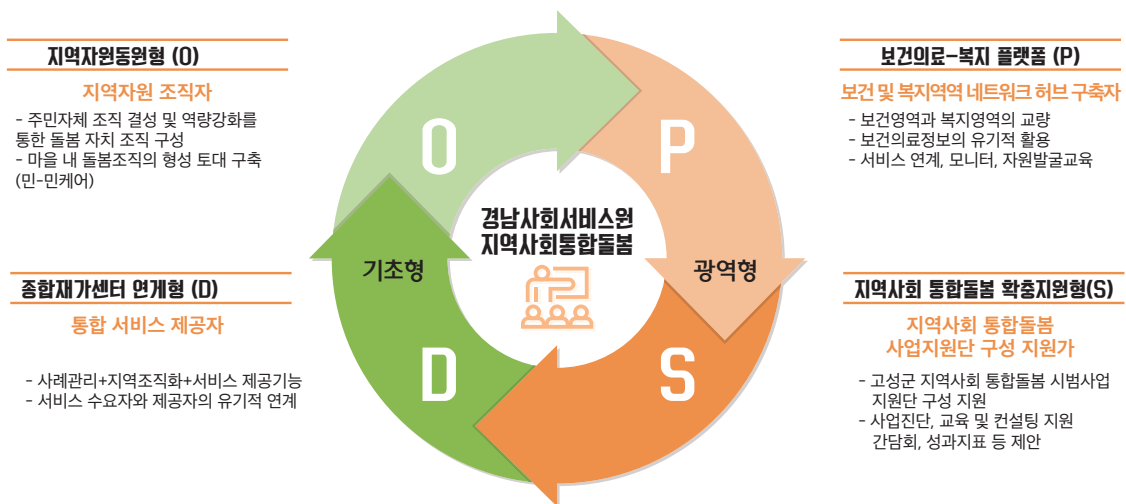 지역자원동원형 (O)
지역자원 조직자
- 주민자체 조직 결성 및 역량강화를
통한 돌봄 자치 조직 구성
- 마을 내 돌봄조직의 형성 토대 구축
(민-민케어)
보건의료-복지 플랫폼 (P)
보건 및 복지역역 네트워크 허브 구축자
- 보건영역과 복지영역의 교량
- 보건의료정보의 유기적 활용
- 서비스 연계, 모니터, 자원발굴교육
O
P
경남사회서비스원
지역사회통합돌봄
기초형
광역형
D
S
종합재가센터 연계형 (D)
통합 서비스 제공자
- 사례관리+지역조직화+서비스 제공기능
- 서비스 수요자와 제공자의 유기적 연계
지역사회 통합돌봄 확충지원형(S)
지역사회 통합돌봄
사업지원단 구성 지원가
- 고성군 지역사회 통합돌봄 시범사업
지원단 구성 지원
- 사업진단, 교육 및 컨설팅 지원
간담회, 성과지표 등 제안